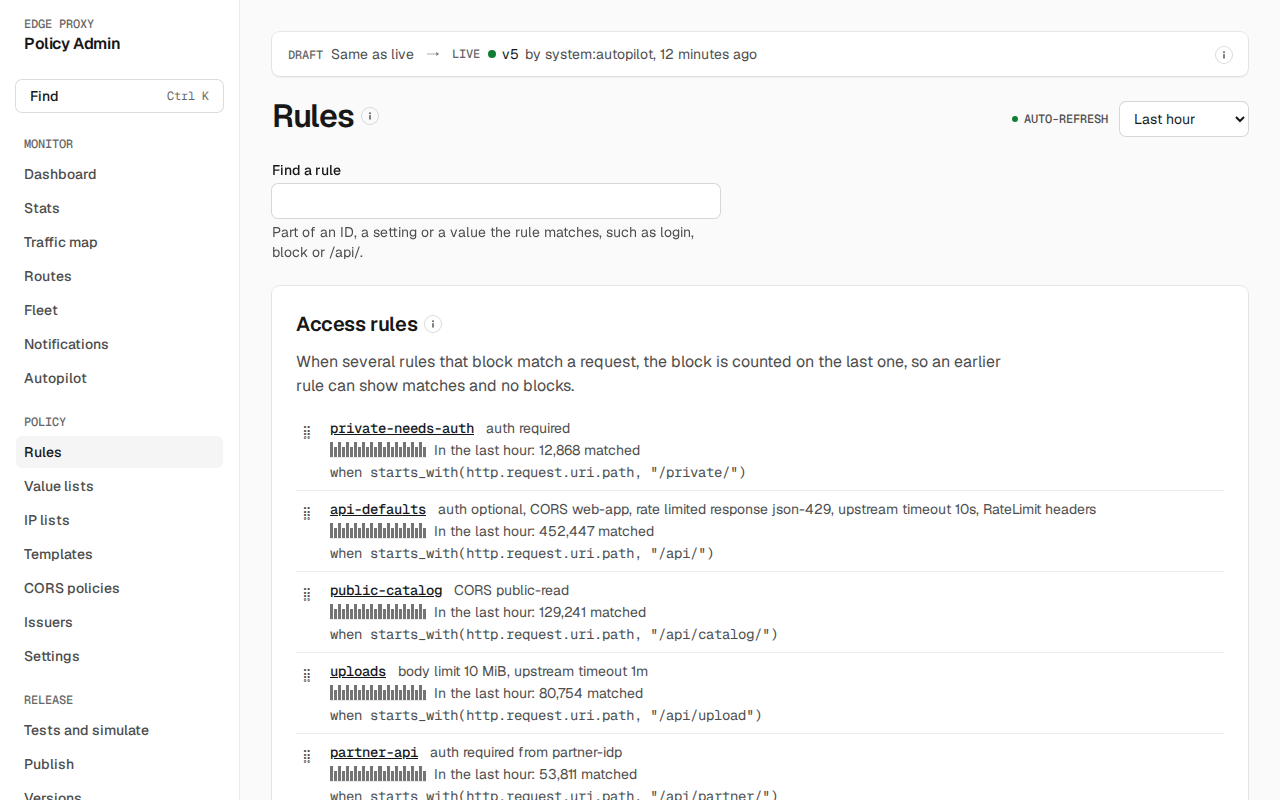 EDGE PROXY
Policy Admin
Find Ctrl K
MONITOR
Dashboard
Stats
Traffic map
Routes
Fleet
Notifications
Autopilot
POLICY
Rules
Value lists
IP lists
Templates
CORS policies
Issuers
Settings
RELEASE
Tests and simulate
Publish
Versions
DRAFT Same as live → LIVE v5 by system:autopilot, 12 minutes ago
Rules
AUTO-REFRESH Last hour
Find a rule
Part of an ID, a setting or a value the rule matches, such as login,
block or /api/.
Access rules
When several rules that block match a request, the block is counted on the last one, so an earlier
rule can show matches and no blocks.
private-needs-auth auth required
In the last hour: 12,868 matched
when starts_with(http.request.uri.path, "/private/")
api-defaults auth optional, CORS web-app, rate limited response json-429, upstream timeout 10s, RateLimit headers
In the last hour: 452,447 matched
when starts_with(http.request.uri.path, "/api/")
public-catalog CORS public-read
In the last hour: 129,241 matched
when starts_with(http.request.uri.path, "/api/catalog/")
uploads body limit 10 MiB, upstream timeout 1m
In the last hour: 80,754 matched
when starts_with(http.request.uri.path, "/api/upload")
partner-api auth required from partner-idp
In the last hour: 53,811 matched
when starts_with(http.request.uri.path, "/api/partner/")